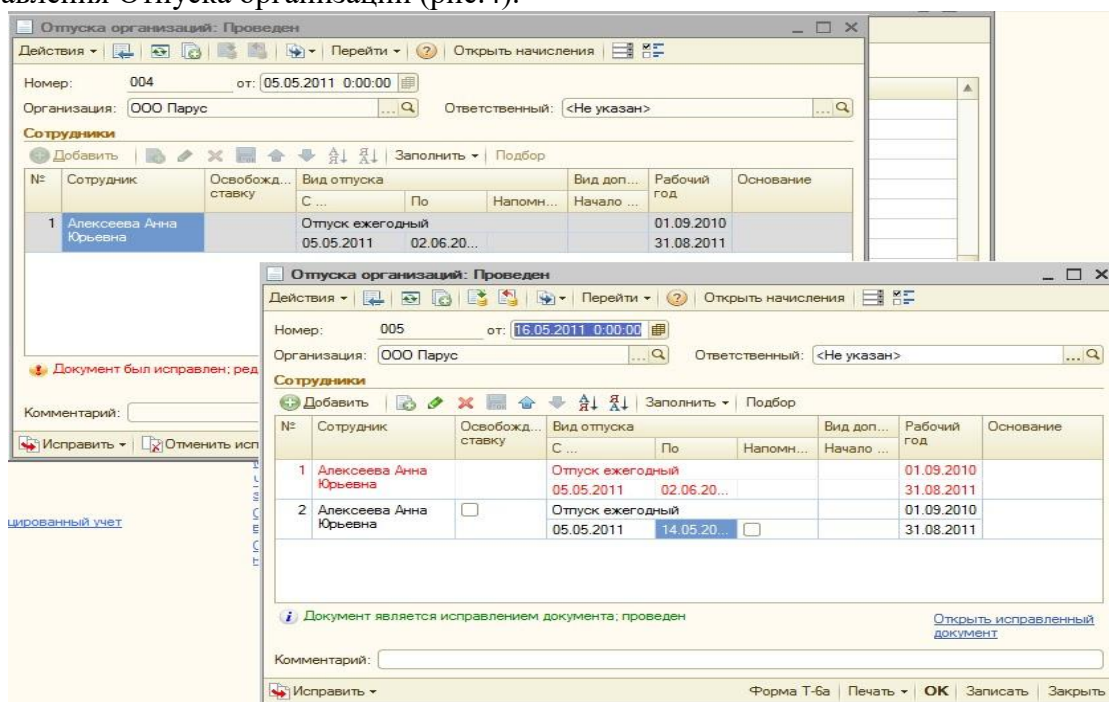 авления Отпуска организаций (рис.4).
Отпуска организаций: Проведен
Действия Перейти Открыть начисления
Номер: 004 от: 05.05.2011 0:00:00
Организация: ООО Парус ... Ответственный: <Не указан> ...
Сотрудники
Добавить Заполнить Подбор
№ Сотрудник Освобожд... Вид отпуска Вид доп... Рабочий Основание
ставку С ... По Напомн... Начало ... год
1 Алексеева Анна Отпуск ежегодный 01.09.2010
Юрьевна 05.05.2011 02.06.20... 31.08.2011
Документ был исправлен; ред
Комментарий:
Исправить Отменить исп
цированный учет
Отпуска организаций: Проведен
Действия Перейти Открыть начисления
Номер: 005 от: 16.05.2011 0:00:00
Организация: ООО Парус ... Ответственный: <Не указан> ...
Сотрудники
Добавить Заполнить Подбор
№ Сотрудник Освобожд... Вид отпуска Вид доп... Рабочий Основание
ставку С ... По Напомн... Начало ... год
1 Алексеева Анна Отпуск ежегодный 01.09.2010
Юрьевна 05.05.2011 02.06.20... 31.08.2011
2 Алексеева Анна Отпуск ежегодный 01.09.2010
Юрьевна 05.05.2011 14.05.20... 31.08.2011
Документ является исправлением документа; проведен Открыть исправленный
документ
Комментарий:
Исправить Форма Т-6а Печать OK Записать Закрыть